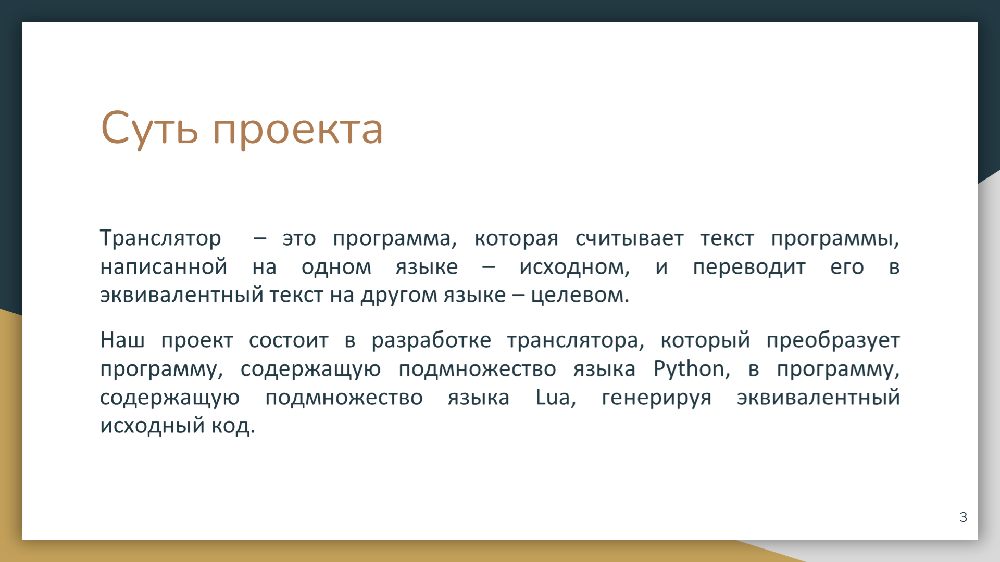 Суть проекта
Транслятор – это программа, которая считывает текст программы,
написанной на одном языке – исходном, и переводит его в
эквивалентный текст на другом языке – целевом.
Наш проект состоит в разработке транслятора, который преобразует
программу, содержащую подмножество языка Python, в программу,
содержащую подмножество языка Lua, генерируя эквивалентный
исходный код.
3